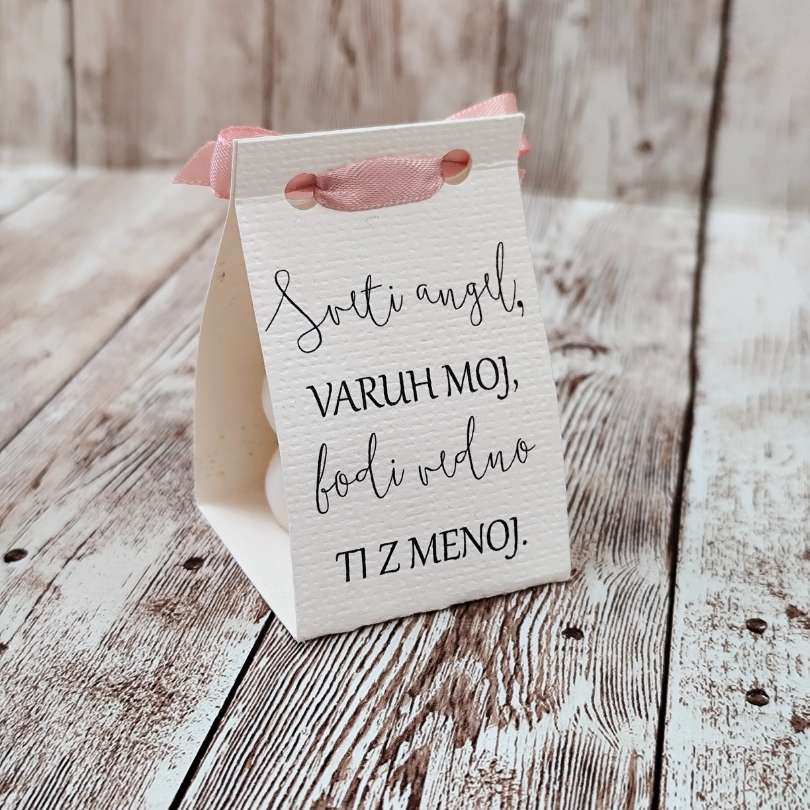 Sveti angel,
VARUH MOJ,
bodi vedno
TI Z MENOJ.